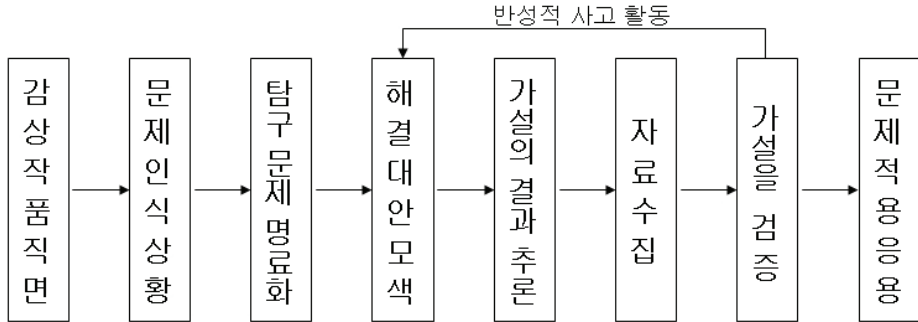 반성적 사고 활동
감상작품직면
문제인식상황
탐구 문제 명료화
해결대안모색
가설의 결과 추론
자료수집
가설을 검증
문제적용응용